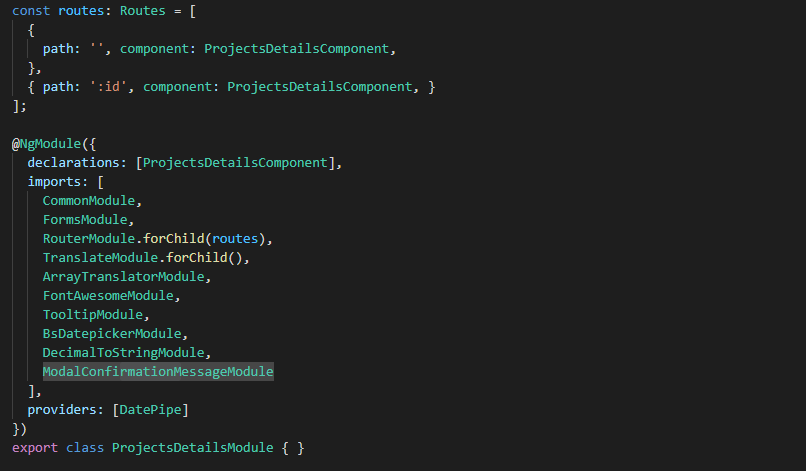 const routes: Routes = [
  {
    path: '', component: ProjectsDetailsComponent,
  },
  { path: ':id', component: ProjectsDetailsComponent, }
];

@NgModule({
  declarations: [ProjectsDetailsComponent],
  imports: [
    CommonModule,
    FormsModule,
    RouterModule.forChild(routes),
    TranslateModule.forChild(),
    ArrayTranslatorModule,
    FontAwesomeModule,
    TooltipModule,
    BsDatepickerModule,
    DecimalToStringModule,
    ModalConfirmationMessageModule
  ],
  providers: [DatePipe]
})
export class ProjectsDetailsModule { }